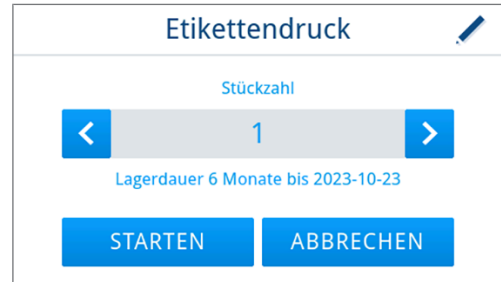 Etikettendruck
Stückzahl
1
Lagerdauer 6 Monate bis 2023-10-23
STARTEN ABBRECHEN